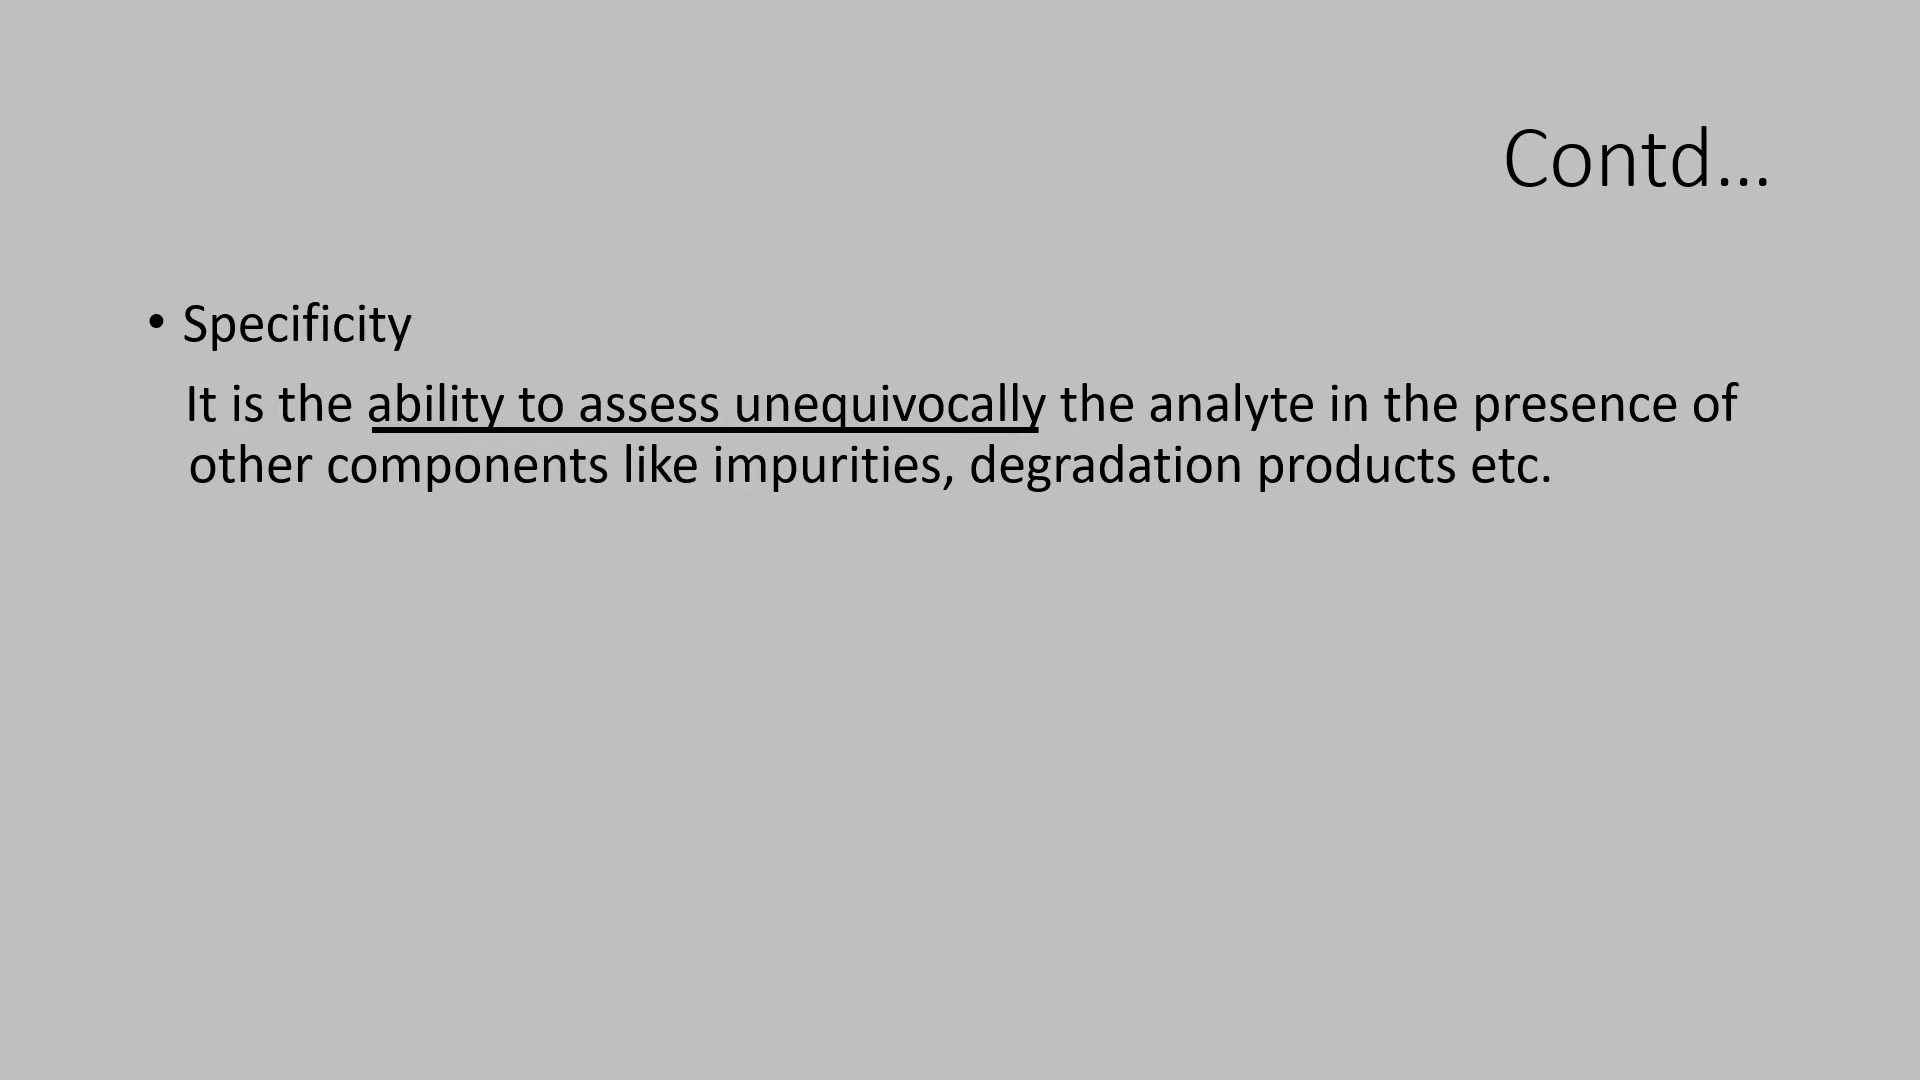 Contd...
• Specificity
It is the ability to assess unequivocally the analyte in the presence of
other components like impurities, degradation products etc.